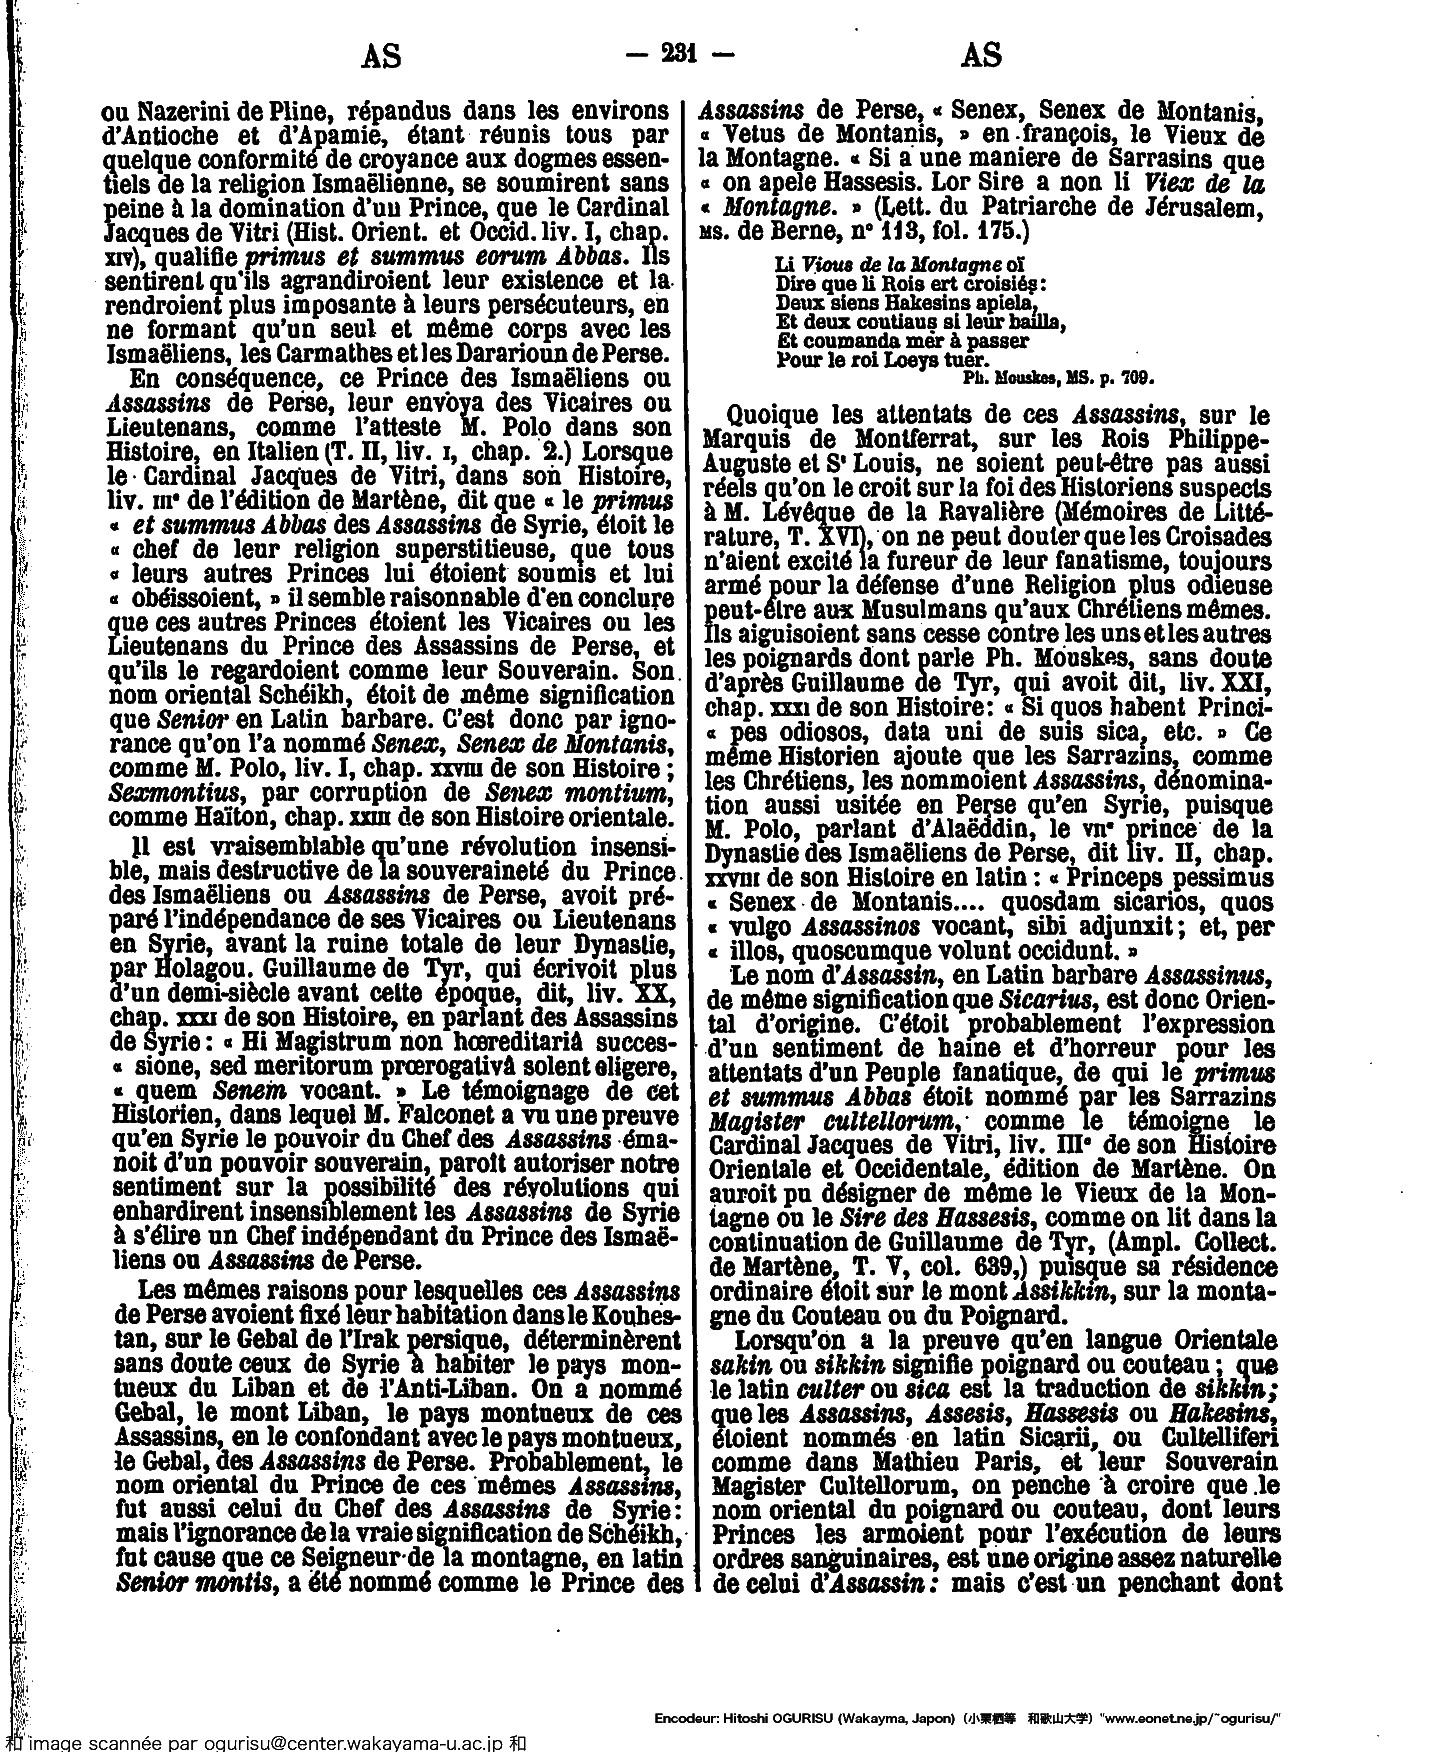 AS
— 231 —
AS
ou Nazerini de Pline, répandus dans les environs
d'Antioche et d'Apamie, étant réunis tous par
quelque conformité de croyance aux dogmes essen-
tiels de la religion Ismaëlienne, se soumirent sans
peine à la domination d'uu Prince, que le Cardinal
Jacques de Vitri (Hist. Orient. et Occid. liv. I, chap.
xiv), qualifie primus et summus eorum Abbas. Ils
sentirent qu'ils agrandiroient leur existence et la
rendroient plus imposante à leurs persécuteurs, en
ne formant qu'un seul et même corps avec les
Ismaëliens, les Carmathes et les Dararioun de Perse.
En conséquence, ce Prince des Ismaëliens ou
Assassins de Perse, leur envoya des Vicaires ou
Lieutenans, comme l'atteste M. Polo dans son
Histoire, en Italien (T. II, liv. I, chap. 2.) Lorsque
le Cardinal Jacques de Vitri, dans son Histoire,
liv. IIIe de l'édition de Martène, dit que « le primus
« et summus Abbas des Assassins de Syrie, étoit le
« chef de leur religion superstitieuse, que tous
« leurs autres Princes lui étoient soumis et lui
« obéissoient, » il semble raisonnable d'en conclure
que ces autres Princes étoient les Vicaires ou les
Lieutenans du Prince des Assassins de Perse, et
qu'ils le regardoient comme leur Souverain. Son
nom oriental Schéikh, étoit de même signification
que Senior en Latin barbare. C'est donc par igno-
rance qu'on l'a nommé Senex, Senex de Montanis,
comme M. Polo, liv. I, chap. XXVIII de son Histoire ;
Sexmontius, par corruption de Senex montium,
comme Haïton, chap. XXIII de son Histoire orientale.
Il est vraisemblable qu'une révolution insensi-
ble, mais destructive de la souveraineté du Prince
des Ismaëliens ou Assassins de Perse, avoit pré-
paré l'indépendance de ses Vicaires ou Lieutenans
en Syrie, avant la ruine totale de leur Dynastie,
par Holagou. Guillaume de Tyr, qui écrivoit plus
d'un demi-siècle avant cette époque, dit, liv. XX,
chap. XXXI de son Histoire, en parlant des Assassins
de Syrie : « Hi Magistrum non hœreditariâ succes-
« sione, sed meritorum prœrogativâ solent eligere,
« quem Senem vocant. » Le témoignage de cet
Historien, dans lequel M. Falconet a vu une preuve
qu'en Syrie le pouvoir du Chef des Assassins éma-
noit d'un pouvoir souverain, paroît autoriser notre
sentiment sur la possibilité des révolutions qui
enhardirent insensiblement les Assassins de Syrie
à s'élire un Chef indépendant du Prince des Ismaë-
liens ou Assassins de Perse.
Les mêmes raisons pour lesquelles ces Assassins
de Perse avoient fixé leur habitation dans le Kouhes-
tan, sur le Gebal de l'Irak persique, déterminèrent
sans doute ceux de Syrie à habiter le pays mon-
tueux du Liban et de l'Anti-Liban. On a nommé
Gebal, le mont Liban, le pays montueux de ces
Assassins, en le confondant avec le pays montueux,
le Gebal, des Assassins de Perse. Probablement, le
nom oriental du Prince de ces mêmes Assassins,
fut aussi celui du Chef des Assassins de Syrie :
mais l'ignorance de la vraie signification de Schéikh,
fut cause que ce Seigneur de la montagne, en latin
Senior montis, a été nommé comme le Prince des
Assassins de Perse, « Senex, Senex de Montanis,
« Vetus de Montanis, » en françois, le Vieux de
la Montagne. « Si a une maniere de Sarrasins que
« on apele Hassesis. Lor Sire a non li Viex de la
« Montagne. » (Lett. du Patriarche de Jérusalem,
MS. de Berne, n° 113, fol. 175.)
Li Vious de la Montagne oï
Dire que li Rois ert croisiés :
Deux siens Hakesins apiela,
Et deux coutiaus si leur bailla,
Et coumanda mer à passer
Pour le roi Loeys tuer.
Ph. Mouskes, MS. p. 709.
Quoique les attentats de ces Assassins, sur le
Marquis de Montferrat, sur les Rois Philippe-
Auguste et St Louis, ne soient peut-être pas aussi
réels qu'on le croit sur la foi des Historiens suspects
à M. Lévêque de la Ravalière (Mémoires de Litté-
rature, T. XVI), on ne peut douter que les Croisades
n'aient excité la fureur de leur fanatisme, toujours
armé pour la défense d'une Religion plus odieuse
peut-être aux Musulmans qu'aux Chrétiens mêmes.
Ils aiguisoient sans cesse contre les uns et les autres
les poignards dont parle Ph. Mouskes, sans doute
d'après Guillaume de Tyr, qui avoit dit, liv. XXI,
chap. XXXI de son Histoire : « Si quos habent Princi-
« pes odiosos, data uni de suis sica, etc. » Ce
même Historien ajoute que les Sarrazins, comme
les Chrétiens, les nommoient Assassins, dénomina-
tion aussi usitée en Perse qu'en Syrie, puisque
M. Polo, parlant d'Alaëddin, le VIIe prince de la
Dynastie des Ismaëliens de Perse, dit liv. II, chap.
XXVIII de son Histoire en latin : « Princeps pessimus
« Senex de Montanis.... quosdam sicarios, quos
« vulgo Assassinos vocant, sibi adjunxit ; et, per
« illos, quoscumque volunt occidunt. »
Le nom d'Assassin, en Latin barbare Assassinus,
de même signification que Sicarius, est donc Orien-
tal d'origine. C'étoit probablement l'expression
d'un sentiment de haine et d'horreur pour les
attentats d'un Peuple fanatique, de qui le primus
et summus Abbas étoit nommé par les Sarrazins
Magister cultellorum, comme le témoigne le
Cardinal Jacques de Vitri, liv. IIIe de son Histoire
Orientale et Occidentale, édition de Martène. On
auroit pu désigner de même le Vieux de la Mon-
tagne ou le Sire des Hassesis, comme on lit dans la
continuation de Guillaume de Tyr, (Ampl. Collect.
de Martène, T. V, col. 639,) puisque sa résidence
ordinaire étoit sur le mont Assikkin, sur la monta-
gne du Couteau ou du Poignard.
Lorsqu'on a la preuve qu'en langue Orientale
sakin ou sikkin signifie poignard ou couteau ; que
le latin culter ou sica est la traduction de sikkin ;
que les Assassins, Assesis, Hassesis ou Hakesins,
étoient nommés en latin Sicarii, ou Cultelliferi
comme dans Mathieu Paris, et leur Souverain
Magister Cultellorum, on penche à croire que le
nom oriental du poignard ou couteau, dont leurs
Princes les armoient pour l'exécution de leurs
ordres sanguinaires, est une origine assez naturelle
de celui d'Assassin : mais c'est un penchant dont
Encodeur: Hitoshi OGURISU (Wakayma, Japon) (小栗栖等 和歌山大学) "www.eonet.ne.jp/~ogurisu/"
和 image scannée par ogurisu@center.wakayama-u.ac.jp 和